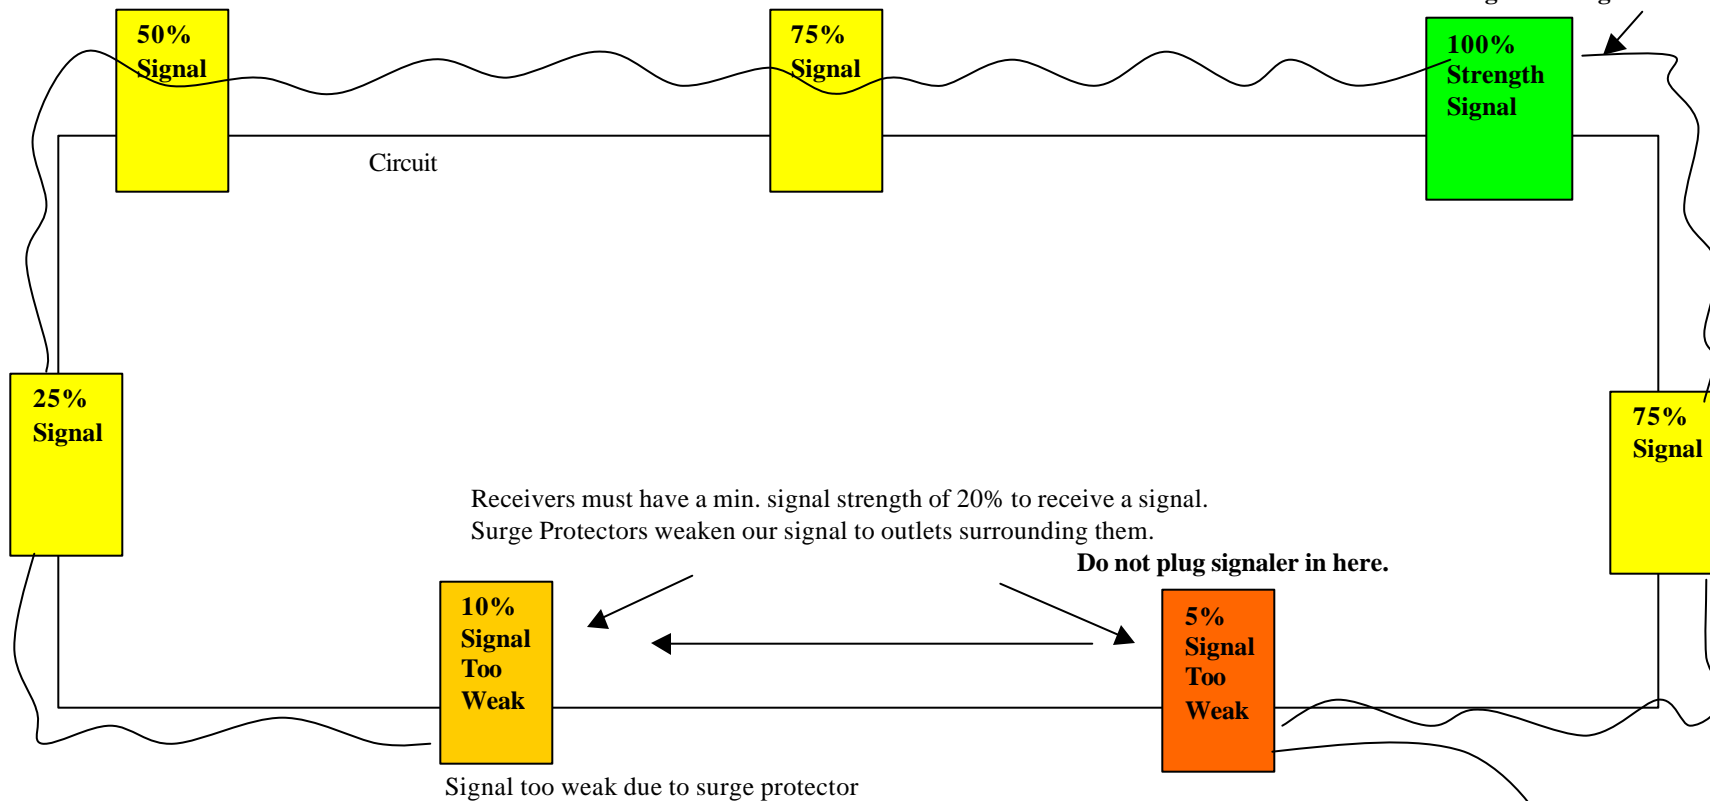 50%
Signal
75%
Signal
100%
Strength
Signal
Circuit
25%
Signal
75%
Signal
Receivers must have a min. signal strength of 20% to receive a signal.
Surge Protectors weaken our signal to outlets surrounding them.
Do not plug signaler in here.
10%
Signal
Too
Weak
5%
Signal
Too
Weak
Signal too weak due to surge protector